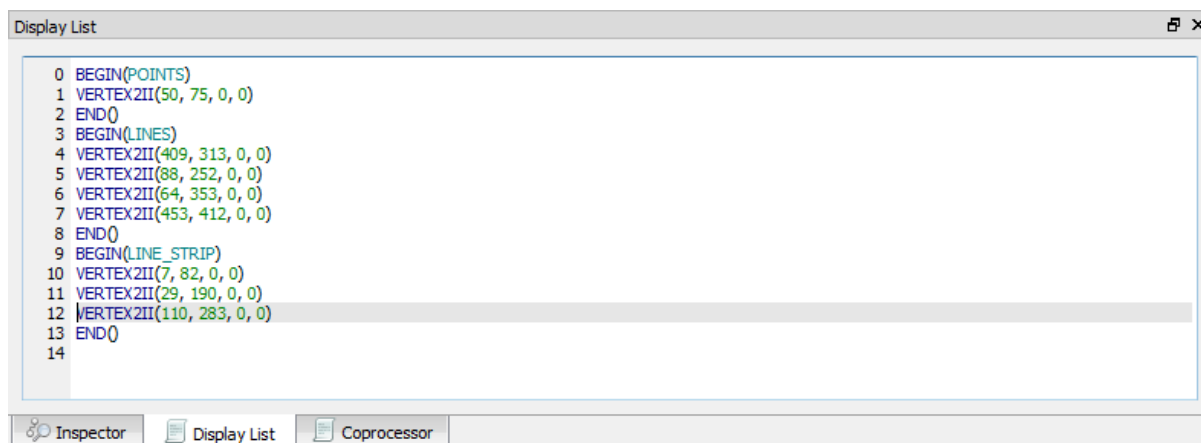 Display List
0 BEGIN(POINTS)
1 VERTEX2II(50, 75, 0, 0)
2 END()
3 BEGIN(LINES)
4 VERTEX2II(409, 313, 0, 0)
5 VERTEX2II(88, 252, 0, 0)
6 VERTEX2II(64, 353, 0, 0)
7 VERTEX2II(453, 412, 0, 0)
8 END()
9 BEGIN(LINE_STRIP)
10 VERTEX2II(7, 82, 0, 0)
11 VERTEX2II(29, 190, 0, 0)
12 VERTEX2II(110, 283, 0, 0)
13 END()
14
Inspector Display List Coprocessor